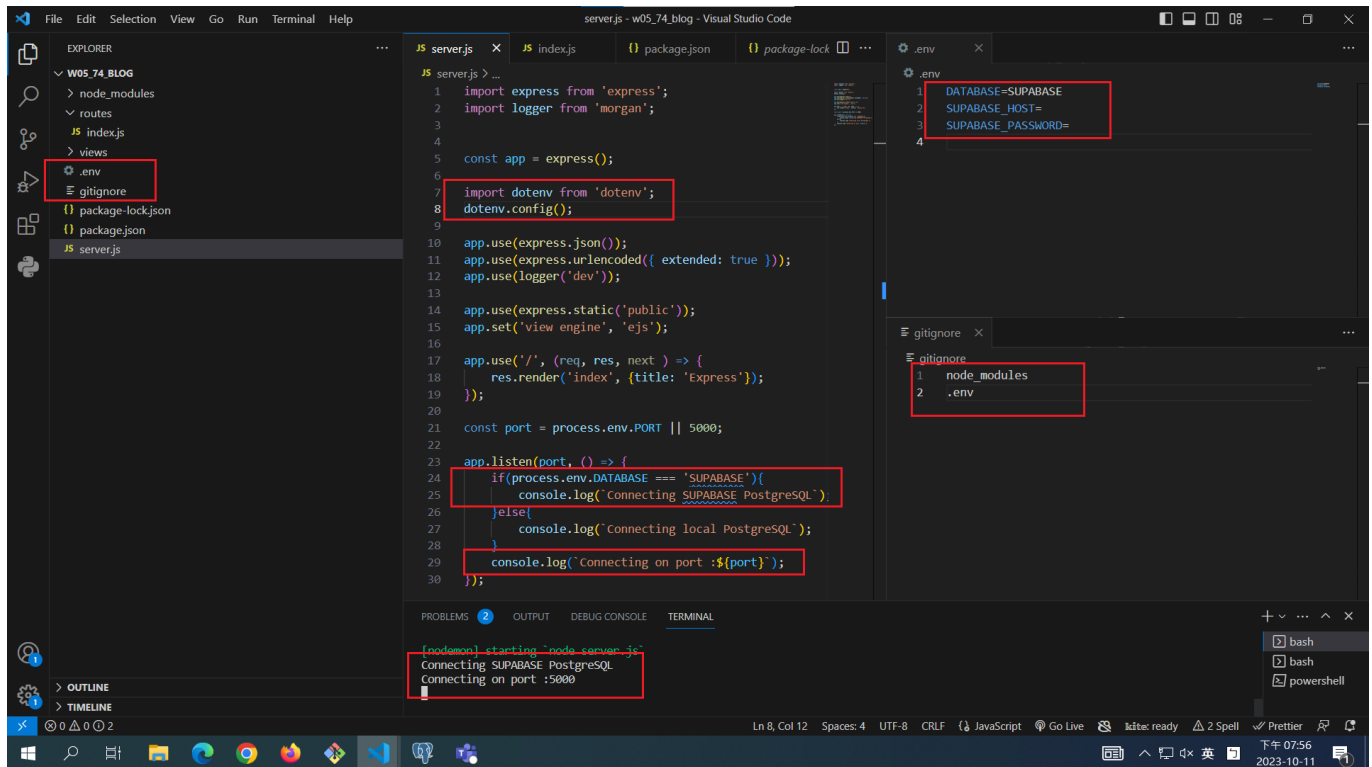 File Edit Selection View Go Run Terminal Help
server.js - w05_74_blog - Visual Studio Code
EXPLORER
W05_74_BLOG
node_modules
routes
JS index.js
views
.env
gitignore
{} package-lock.json
{} package.json
JS server.js
OUTLINE
TIMELINE
JS server.js
JS index.js
{} package.json
{} package-lock
JS server.js > ...
1 import express from 'express';
2 import logger from 'morgan';
3
4
5 const app = express();
6
7 import dotenv from 'dotenv';
8 dotenv.config();
9
10 app.use(express.json());
11 app.use(express.urlencoded({ extended: true }));
12 app.use(logger('dev'));
13
14 app.use(express.static('public'));
15 app.set('view engine', 'ejs');
16
17 app.use('/', (req, res, next ) => {
18 res.render('index', {title: 'Express'});
19 });
20
21 const port = process.env.PORT || 5000;
22
23 app.listen(port, () => {
24 if(process.env.DATABASE === 'SUPABASE'){
25 console.log(`Connecting SUPABASE PostgreSQL`);
26 }else{
27 console.log(`Connecting local PostgreSQL`);
28 }
29 console.log(`Connecting on port :${port}`);
30 });
.env
.env
1 DATABASE=SUPABASE
2 SUPABASE_HOST=
3 SUPABASE_PASSWORD=
4
gitignore
gitignore
1 node_modules
2 .env
PROBLEMS 2 OUTPUT DEBUG CONSOLE TERMINAL
[nodemon] starting `node server.js`
Connecting SUPABASE PostgreSQL
Connecting on port :5000
bash
bash
powershell
1
1
0 0 2
Ln 8, Col 12 Spaces: 4 UTF-8 CRLF {} JavaScript Go Live kite: ready 2 Spell Prettier
英
下午 07:56
2023-10-11
1